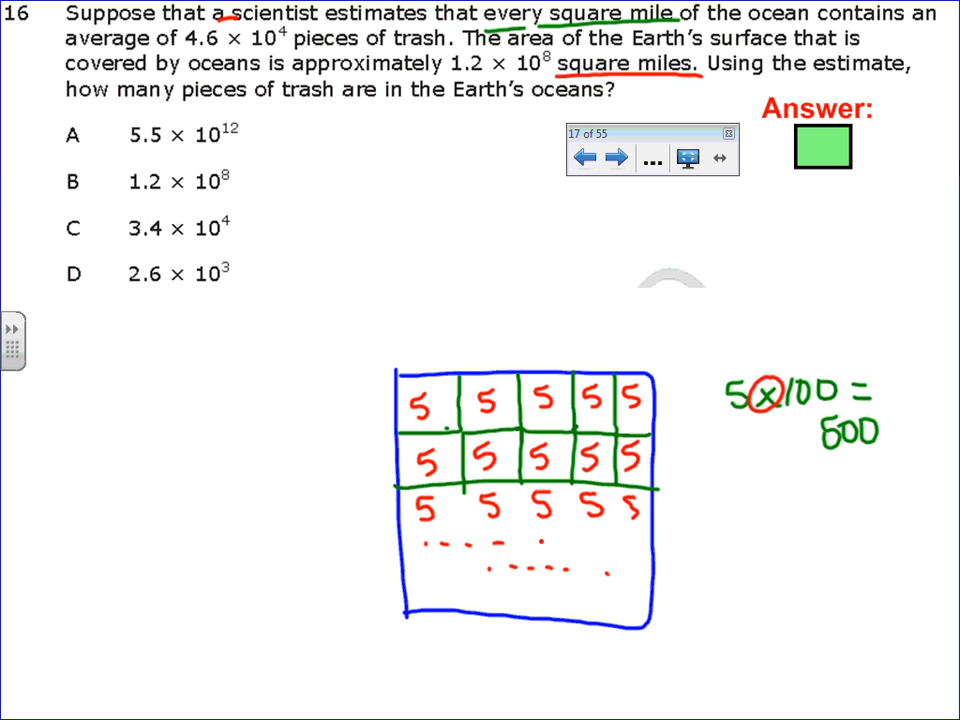 16 Suppose that a scientist estimates that every square mile of the ocean contains an
average of 4.6 × 10⁴ pieces of trash. The area of the Earth's surface that is
covered by oceans is approximately 1.2 × 10⁸ square miles. Using the estimate,
how many pieces of trash are in the Earth's oceans?
Answer:
A 5.5 × 10¹²
17 of 55
B 1.2 × 10⁸
C 3.4 × 10⁴
D 2.6 × 10³
5 5 5 5 5
5 5 5 5 5
5 5 5 5 5
5 × 100 =
500